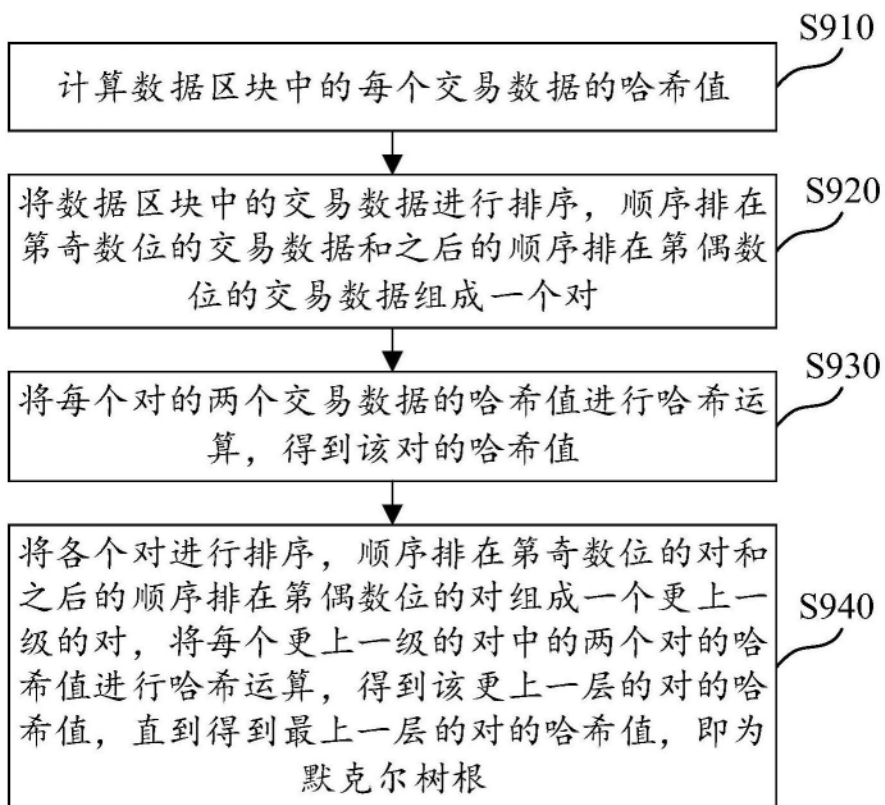 S910
计算数据区块中的每个交易数据的哈希值
S920
将数据区块中的交易数据进行排序，顺序排在
第奇数位的交易数据和之后的顺序排在第偶数
位的交易数据组成一个对
S930
将每个对的两个交易数据的哈希值进行哈希运
算，得到该对的哈希值
S940
将各个对进行排序，顺序排在第奇数位的对和
之后的顺序排在第偶数位的对组成一个更上一
级的对，将每个更上一级的对中的两个对的哈
希值进行哈希运算，得到该更上一层的对的哈
希值，直到得到最上一层的对的哈希值，即为
默克尔树根